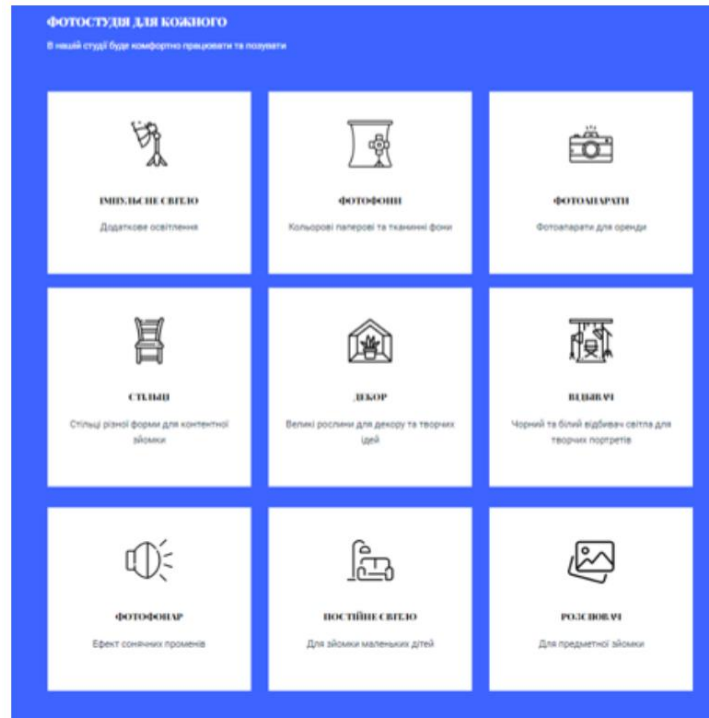 ФОТОСТУДІЯ ДЛЯ КОЖНОГО
В нашій студії буде комфортно працювати та позувати
ІМПУЛЬСНЕ СВІТЛО
Додаткове освітлення
ФОТОФОНИ
Кольорові паперові та тканинні фони
ФОТОАПАРАТИ
Фотоапарати для оренди
СТІЛЬЦІ
Стільці різної форми для контентної
зйомки
ДЕКОР
Великі рослини для декору та творчих
ідей
ВІДБИВАЧІ
Чорний та білий відбивач світла для
творчих портретів
ФОТОФОНАР
Ефект сонячних променів
ПОСТІЙНЕ СВІТЛО
Для зйомки маленьких дітей
РОЗСІЮВАЧІ
Для предметної зйомки